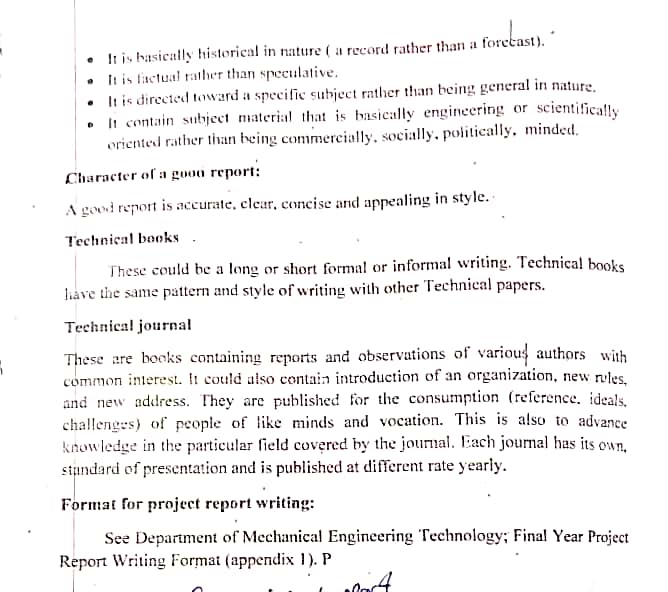 • It is basically historical in nature ( a record rather than a forecast).
• It is factual rather than speculative.
• It is directed toward a specific subject rather than being general in nature.
• It contain subject material that is basically engineering or scientifically
oriented rather than being commercially, socially, politically, minded.
Character of a good report:
A good report is accurate, clear, concise and appealing in style.
Technical books
These could be a long or short formal or informal writing. Technical books
have the same pattern and style of writing with other Technical papers.
Technical journal
These are books containing reports and observations of various authors with
common interest. It could also contain introduction of an organization, new rules,
and new address. They are published for the consumption (reference, ideals,
challenges) of people of like minds and vocation. This is also to advance
knowledge in the particular field covered by the journal. Each journal has its own,
standard of presentation and is published at different rate yearly.
Format for project report writing:
See Department of Mechanical Engineering Technology; Final Year Project
Report Writing Format (appendix 1). P